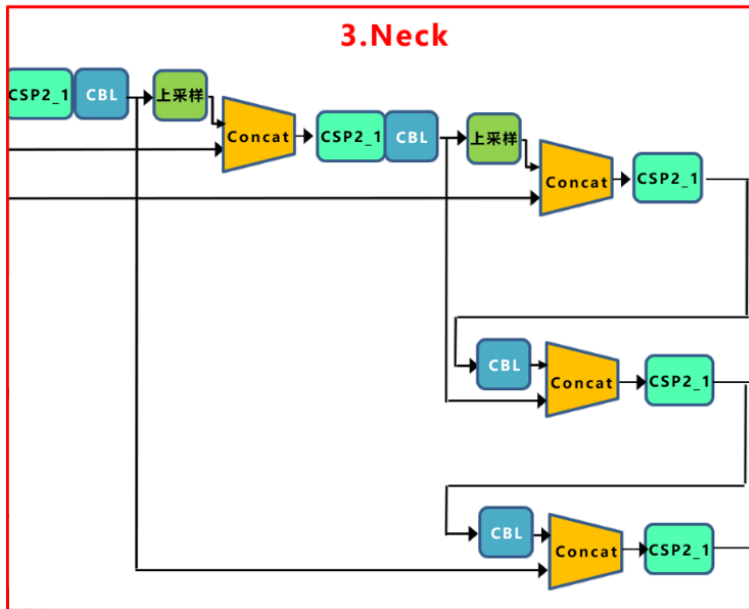 3.Neck
CSP2_1
CBL
上采样
Concat
CSP2_1
CBL
上采样
Concat
CSP2_1
CBL
Concat
CSP2_1
CBL
Concat
CSP2_1